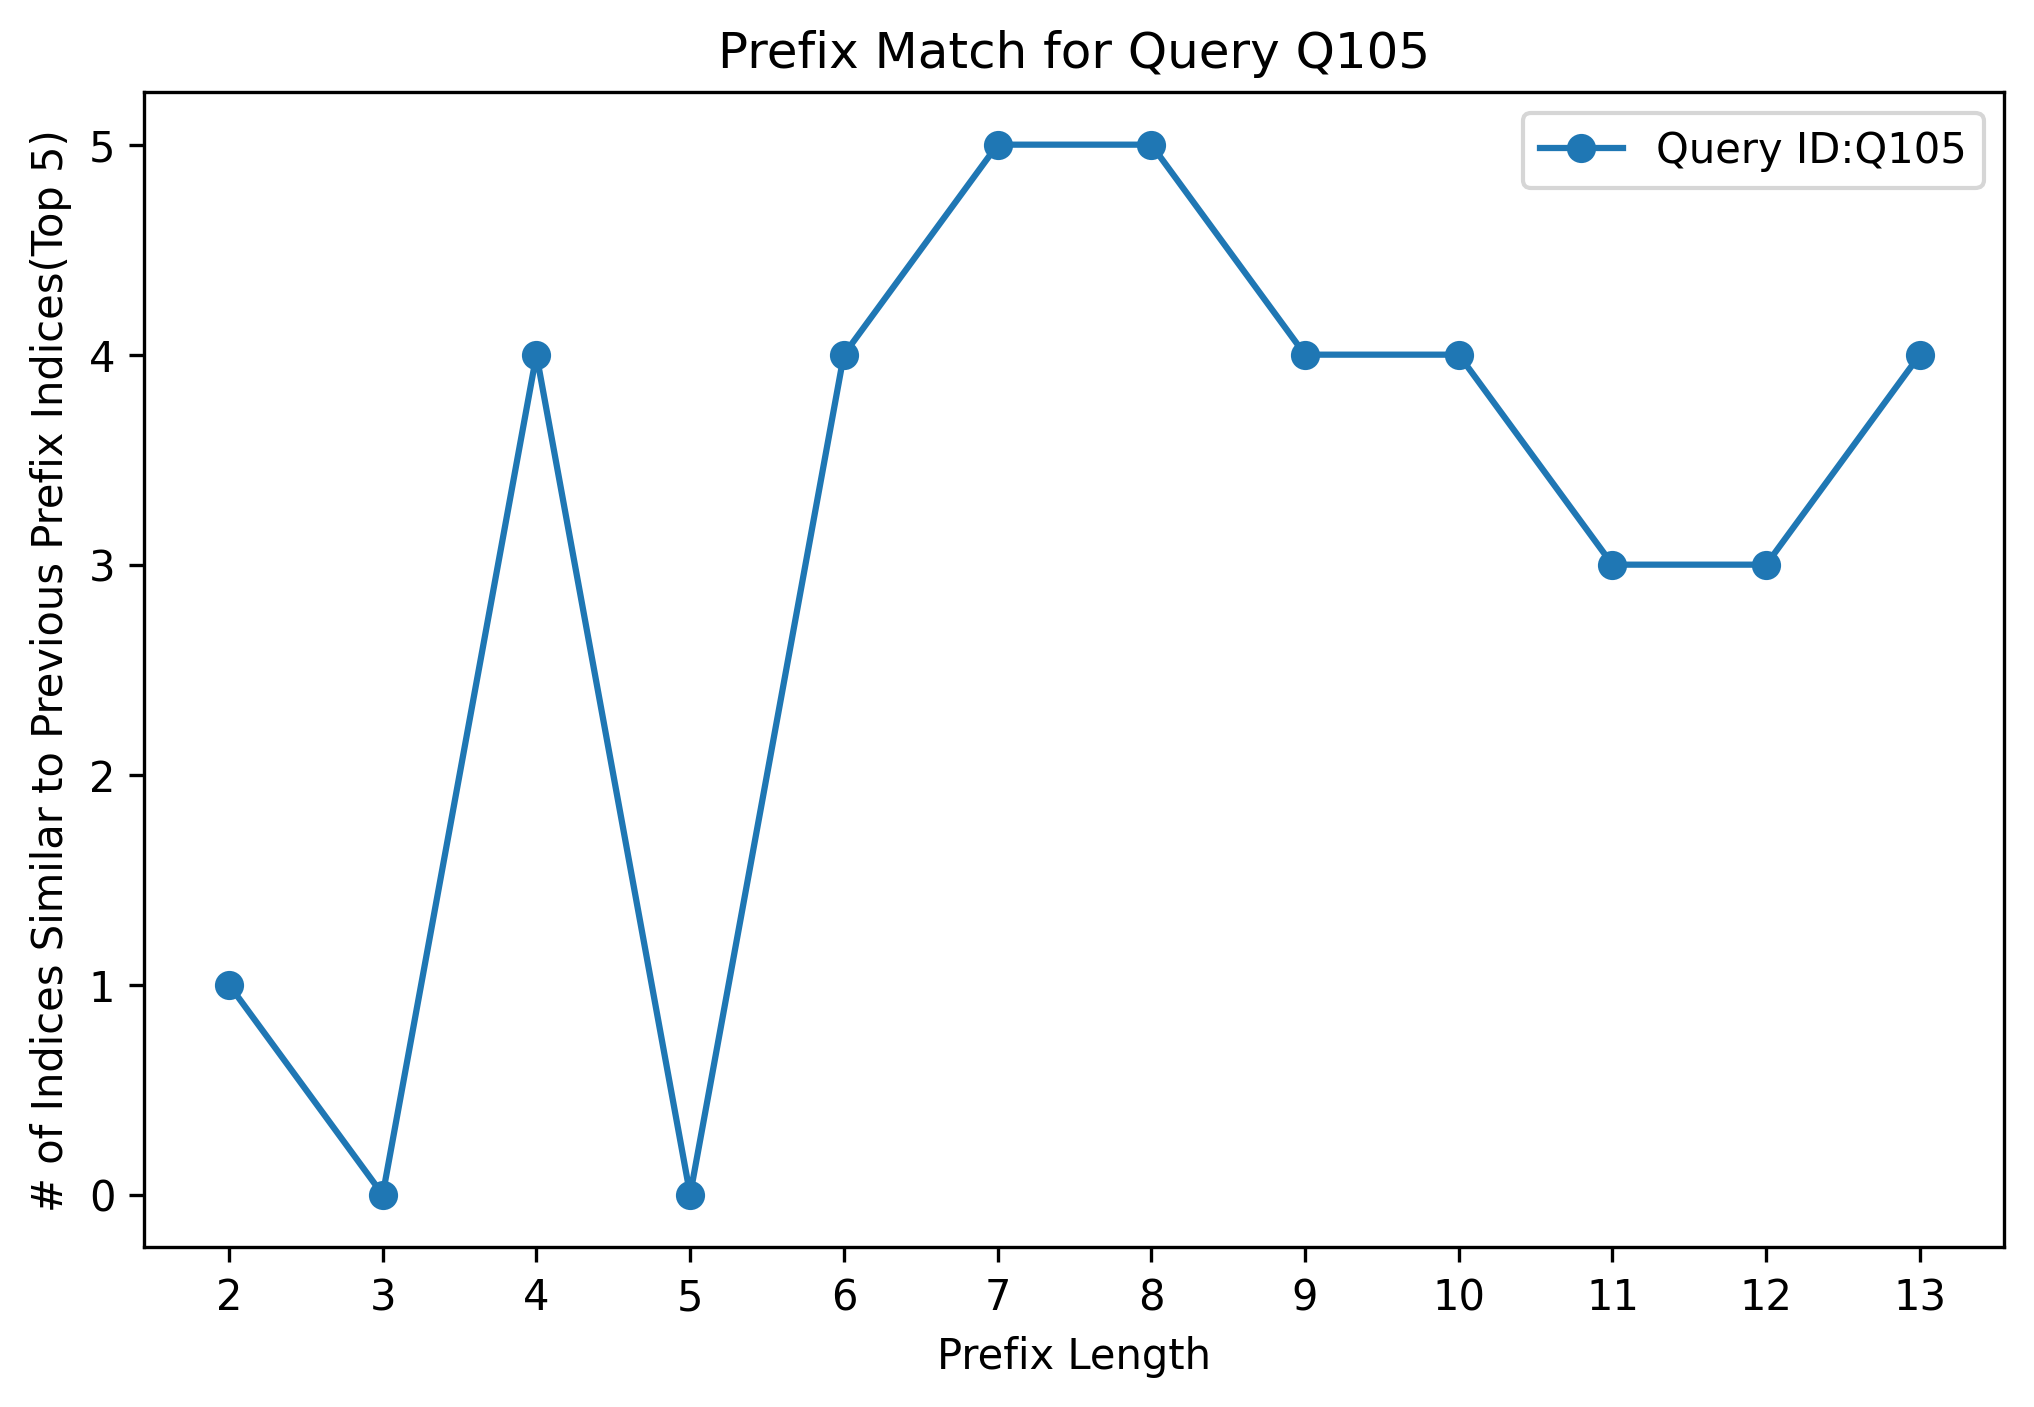 Prefix Match for Query Q105
Query ID:Q105
# of Indices Similar to Previous Prefix Indices(Top 5)
5
4
3
2
1
0
2 3 4 5 6 7 8 9 10 11 12 13
Prefix Length